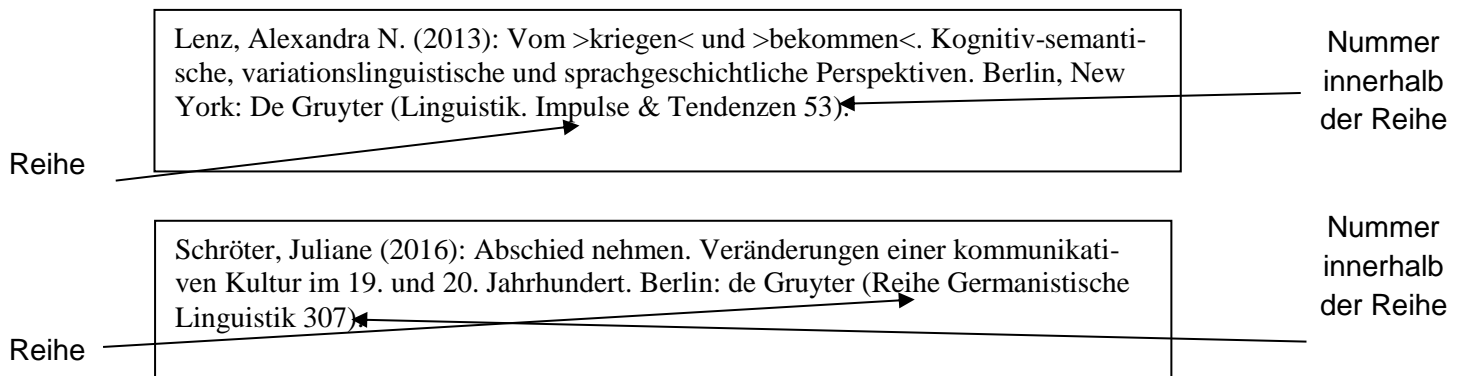 Lenz, Alexandra N. (2013): Vom >kriegen< und >bekommen<. Kognitiv-semanti-
sche, variationslinguistische und sprachgeschichtliche Perspektiven. Berlin, New
York: De Gruyter (Linguistik. Impulse & Tendenzen 53).
Nummer
innerhalb
der Reihe
Reihe
Schröter, Juliane (2016): Abschied nehmen. Veränderungen einer kommunikati-
ven Kultur im 19. und 20. Jahrhundert. Berlin: de Gruyter (Reihe Germanistische
Linguistik 307).
Nummer
innerhalb
der Reihe
Reihe